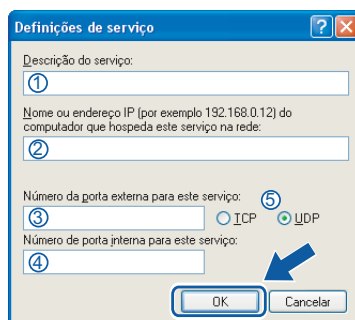 Definições de serviço
Descrição do serviço:
①
Nome ou endereço IP (por exemplo 192.168.0.12) do
computador que hospeda este serviço na rede:
②
Número da porta externa para este serviço: ⑤
③ TCP UDP
Número de porta interna para este serviço:
④
OK Cancelar